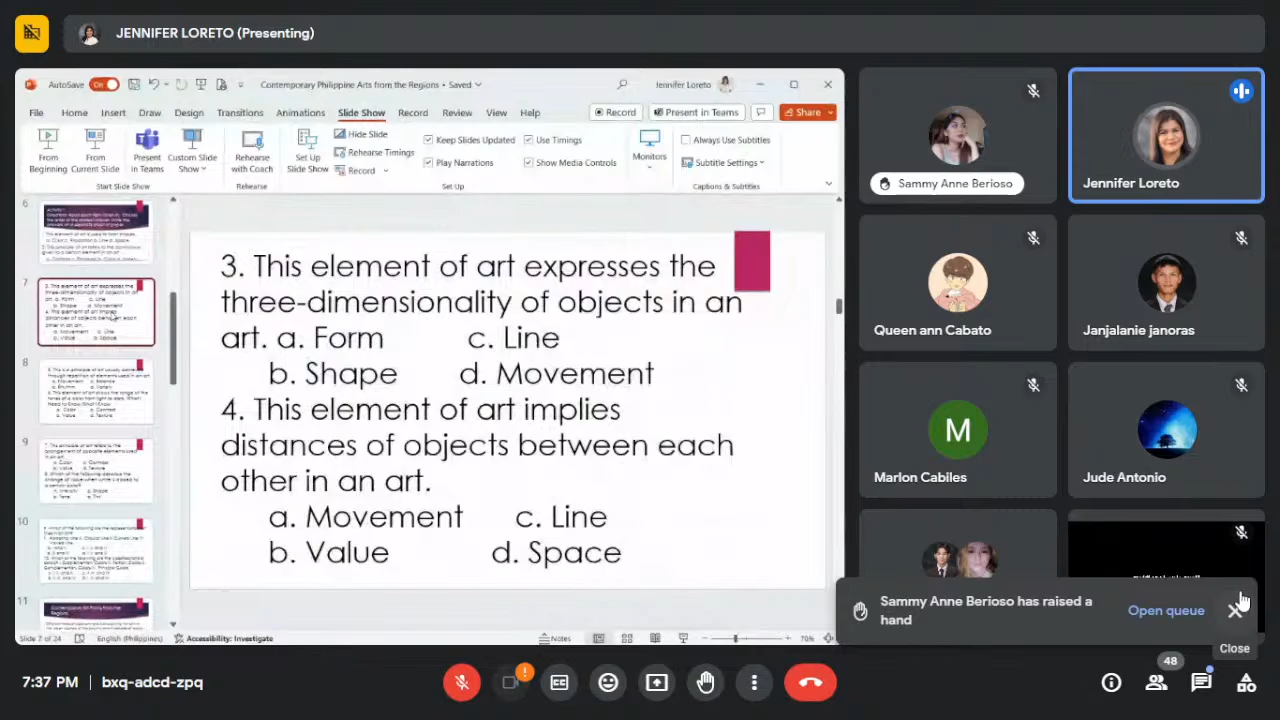 JENNIFER LORETO (Presenting)
AutoSave On Contemporary Philippine Arts from the Regions • Saved Jennifer Loreto
File Home Insert Draw Design Transitions Animations Slide Show Record Review View Help Record Present in Teams Share
From Beginning
From Current Slide
Present in Teams
Custom Slide Show
Start Slide Show
Rehearse with Coach
Rehearse
Set Up Slide Show
Hide Slide
Rehearse Timings
Record
Keep Slides Updated
Play Narrations
Use Timings
Show Media Controls
Set Up
Monitors
Always Use Subtitles
Subtitle Settings
Captions & Subtitles
6
7
8
9
10
11
3. This element of art expresses the
three-dimensionality of objects in an
art. a. Form c. Line
b. Shape d. Movement
4. This element of art implies
distances of objects between each
other in an art.
a. Movement c. Line
b. Value d. Space
Slide 7 of 24 English (Philippines) Accessibility: Investigate Notes 70%
Sammy Anne Berioso
Jennifer Loreto
Queen ann Cabato
Janjalanie janoras
M
Marlon Cabiles
Jude Antonio
Sammy Anne Berioso has raised a
hand
Open queue
Close
7:37 PM | bxq-adcd-zpq
48